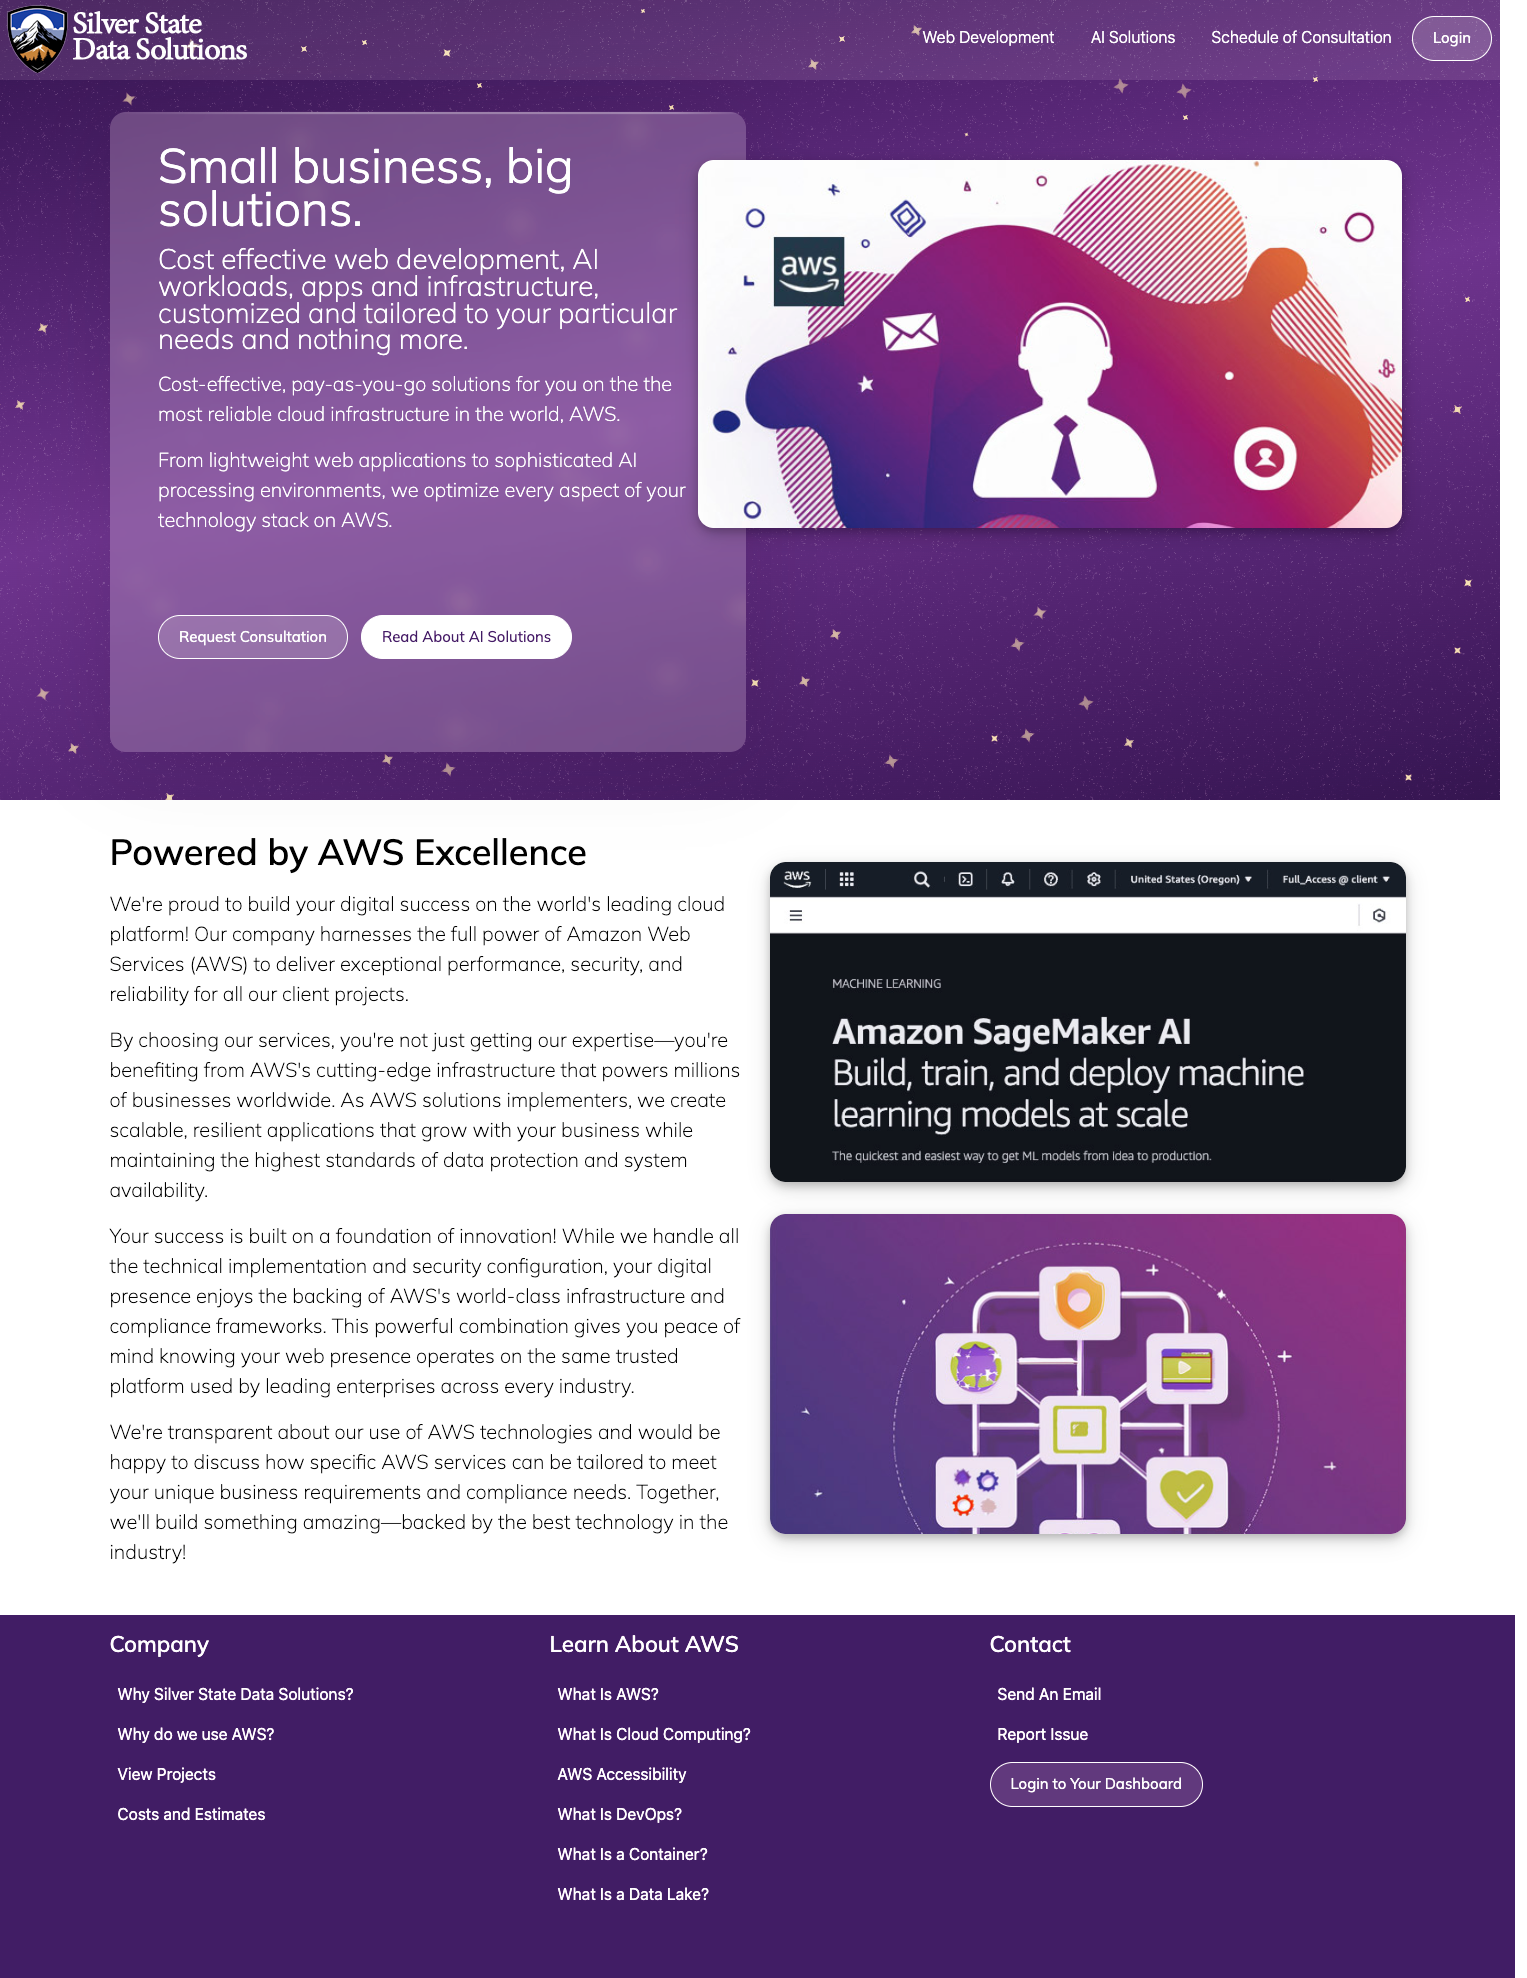 Silver State
Data Solutions
Web Development
AI Solutions
Schedule of Consultation
Login
Small business, big
solutions.
Cost effective web development, AI
workloads, apps and infrastructure,
customized and tailored to your particular
needs and nothing more.
Cost-effective, pay-as-you-go solutions for you on the the
most reliable cloud infrastructure in the world, AWS.
From lightweight web applications to sophisticated AI
processing environments, we optimize every aspect of your
technology stack on AWS.
Request Consultation
Read About AI Solutions
aws
Powered by AWS Excellence
We're proud to build your digital success on the world's leading cloud
platform! Our company harnesses the full power of Amazon Web
Services (AWS) to deliver exceptional performance, security, and
reliability for all our client projects.
By choosing our services, you're not just getting our expertise—you're
benefiting from AWS's cutting-edge infrastructure that powers millions
of businesses worldwide. As AWS solutions implementers, we create
scalable, resilient applications that grow with your business while
maintaining the highest standards of data protection and system
availability.
Your success is built on a foundation of innovation! While we handle all
the technical implementation and security configuration, your digital
presence enjoys the backing of AWS's world-class infrastructure and
compliance frameworks. This powerful combination gives you peace of
mind knowing your web presence operates on the same trusted
platform used by leading enterprises across every industry.
We're transparent about our use of AWS technologies and would be
happy to discuss how specific AWS services can be tailored to meet
your unique business requirements and compliance needs. Together,
we'll build something amazing—backed by the best technology in the
industry!
aws
United States (Oregon)
Full_Access @ client
MACHINE LEARNING
Amazon SageMaker AI
Build, train, and deploy machine
learning models at scale
The quickest and easiest way to get ML models from idea to production.
Company
Why Silver State Data Solutions?
Why do we use AWS?
View Projects
Costs and Estimates
Learn About AWS
What Is AWS?
What Is Cloud Computing?
AWS Accessibility
What Is DevOps?
What Is a Container?
What Is a Data Lake?
Contact
Send An Email
Report Issue
Login to Your Dashboard